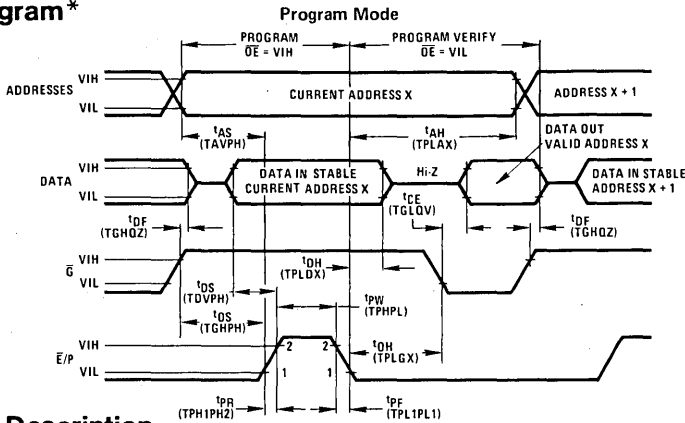 gram*
Program Mode
PROGRAM
OE = VIH
PROGRAM VERIFY
OE = VIL
ADDRESSES
VIH
VIL
CURRENT ADDRESS X
ADDRESS X + 1
tAS
(TAVPH)
tAH
(TPLAX)
DATA OUT
VALID ADDRESS X
DATA
VIH
VIL
DATA IN STABLE
CURRENT ADDRESS X
Hi-Z
DATA IN STABLE
ADDRESS X + 1
tDF
(TGHQZ)
tCE
(TGLQV)
tDF
(TGHQZ)
G
VIH
VIL
tDH
(TPLDX)
tDS
(TDVPH)
tPW
(TPHPL)
tOS
(TGHPH)
tOH
(TPLGX)
E/P
VIH
VIL
2
2
1
1
tPR
(TPH1PH2)
tPF
(TPL1PL1)
Description